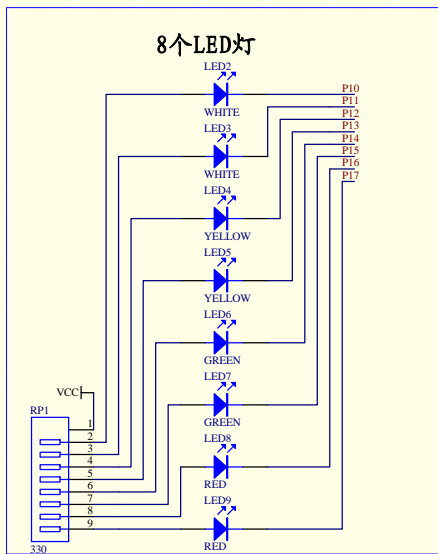 8个LED灯
LED2
WHITE
P10
P11
P12
P13
P14
P15
P16
P17
LED3
WHITE
LED4
YELLOW
LED5
YELLOW
LED6
GREEN
LED7
GREEN
LED8
RED
LED9
RED
VCC
RP1
1
2
3
4
5
6
7
8
9
330